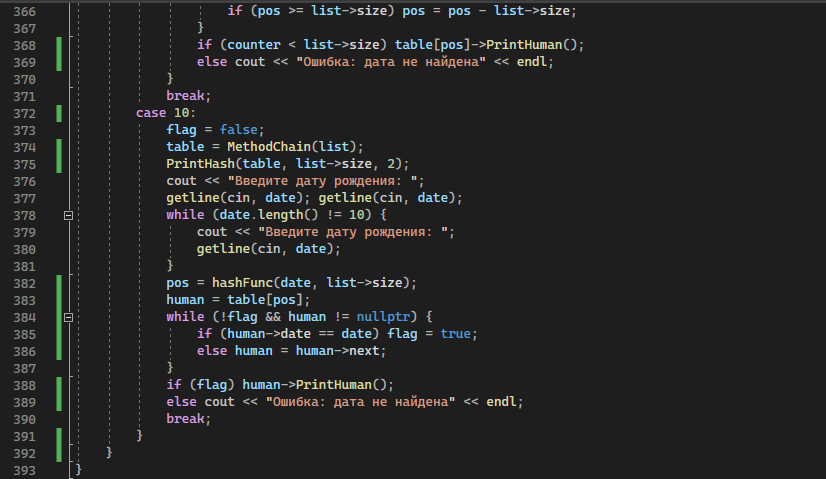 366 if (pos >= list->size) pos = pos - list->size;
367 }
368 if (counter < list->size) table[pos]->PrintHuman();
369 else cout << "Ошибка: дата не найдена" << endl;
370 }
371 break;
372 case 10:
373 flag = false;
374 table = MethodChain(list);
375 PrintHash(table, list->size, 2);
376 cout << "Введите дату рождения: ";
377 getline(cin, date); getline(cin, date);
378 while (date.length() != 10) {
379 cout << "Введите дату рождения: ";
380 getline(cin, date);
381 }
382 pos = hashFunc(date, list->size);
383 human = table[pos];
384 while (!flag && human != nullptr) {
385 if (human->date == date) flag = true;
386 else human = human->next;
387 }
388 if (flag) human->PrintHuman();
389 else cout << "Ошибка: дата не найдена" << endl;
390 break;
391 }
392 }
393 }